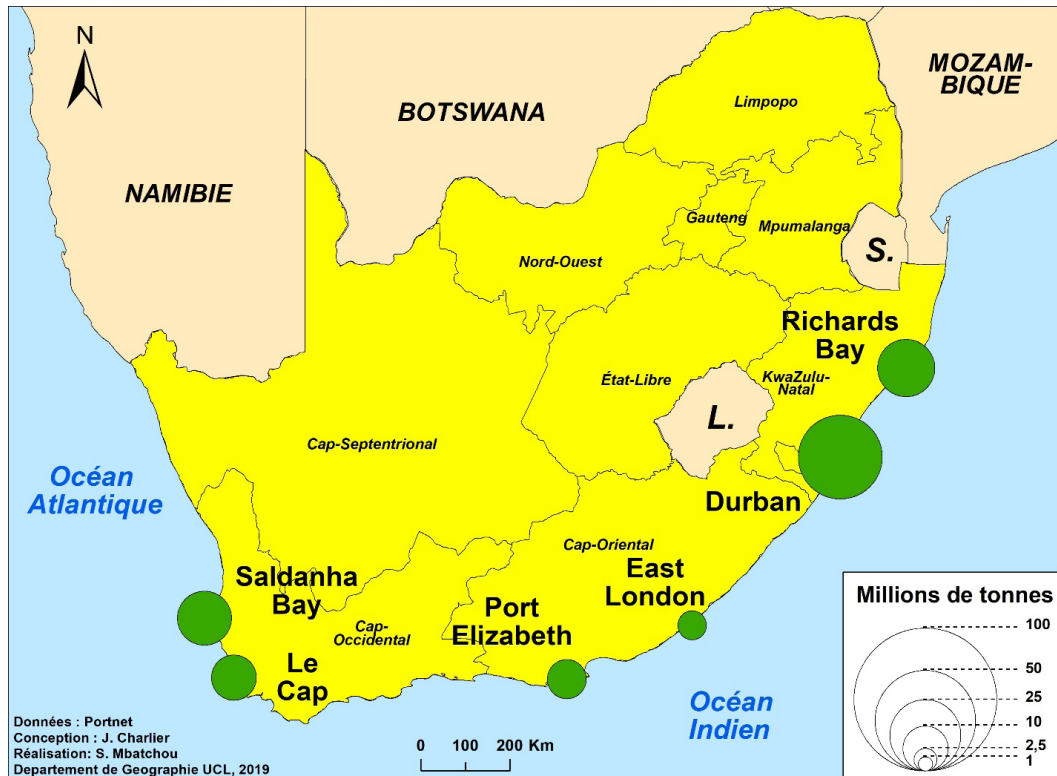 N
MOZAM-
BIQUE
Limpopo
BOTSWANA
NAMIBIE
Gauteng
Mpumalanga
S.
Nord-Ouest
Richards
Bay
État-Libre
KwaZulu-
Natal
L.
Cap-Septentrional
Océan
Atlantique
Durban
Cap-Oriental
East
London
Saldanha
Bay
Port
Elizabeth
Cap-
Occidental
Le
Cap
Océan
Indien
Millions de tonnes
100
50
25
10
2,5
1
Données : Portnet
Conception : J. Charlier
Réalisation: S. Mbatchou
Departement de Geographie UCL, 2019
0 100 200 Km